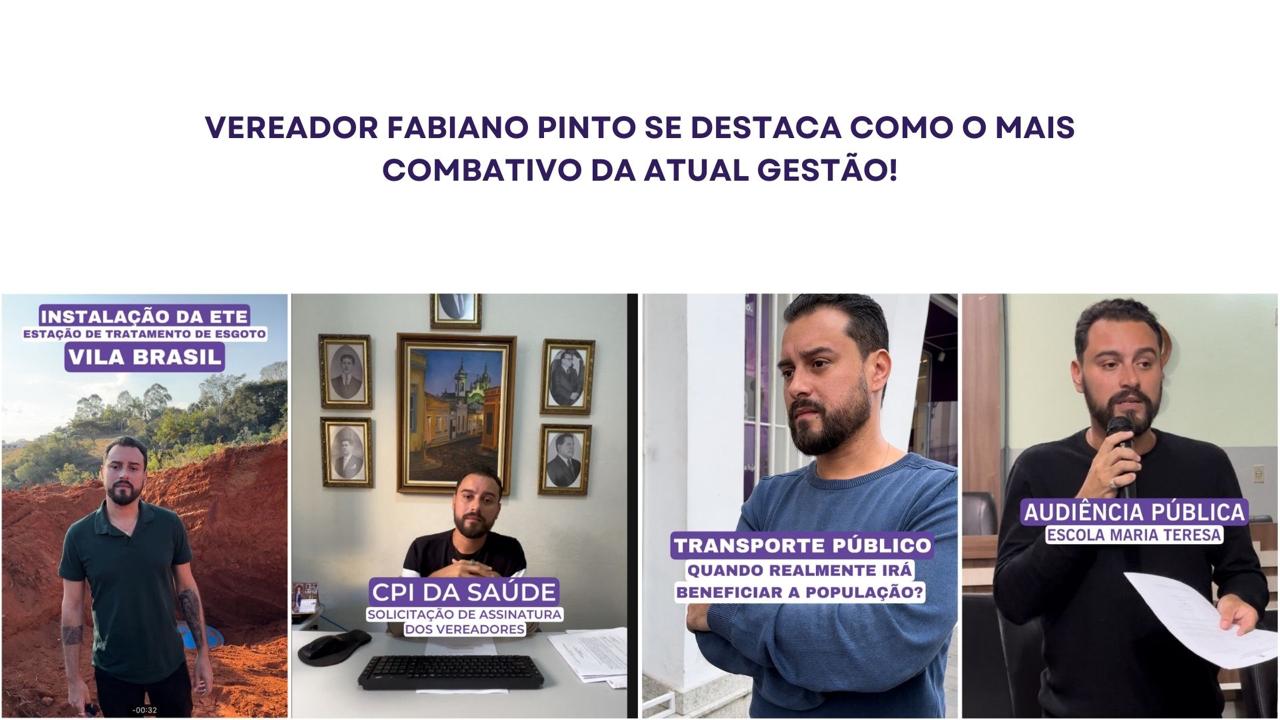 VEREADOR FABIANO PINTO SE DESTACA COMO O MAIS
COMBATIVO DA ATUAL GESTÃO!
INSTALAÇÃO DA ETE
ESTAÇÃO DE TRATAMENTO DE ESGOTO
VILA BRASIL
-00:32
CPI DA SAÚDE
SOLICITAÇÃO DE ASSINATURA
DOS VEREADORES
TRANSPORTE PÚBLICO
QUANDO REALMENTE IRÁ
BENEFICIAR A POPULAÇÃO?
AUDIÊNCIA PÚBLICA
ESCOLA MARIA TERESA